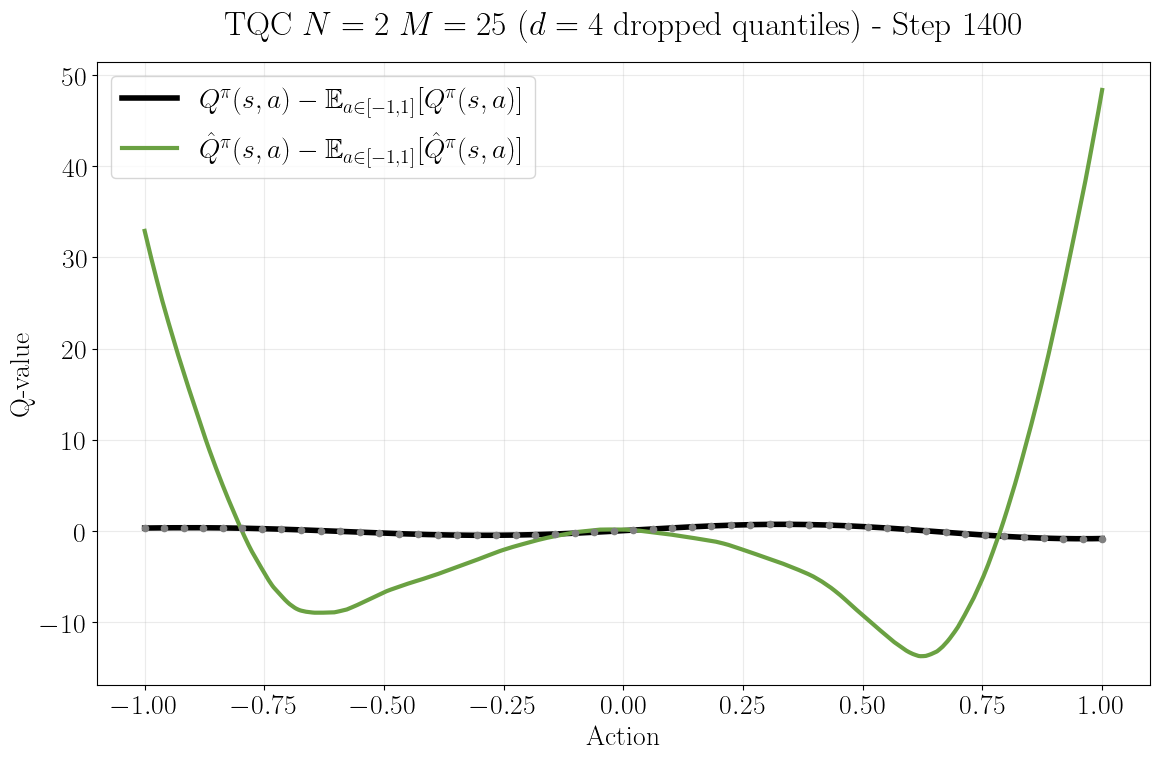 TQC N = 2 M = 25 (d = 4 dropped quantiles) - Step 1400
Q^π(s, a) − 𝔼_{a∈[−1,1]}[Q^π(s, a)]
Q̂^π(s, a) − 𝔼_{a∈[−1,1]}[Q̂^π(s, a)]
50
40
30
20
10
0
−10
Q-value
−1.00 −0.75 −0.50 −0.25 0.00 0.25 0.50 0.75 1.00
Action